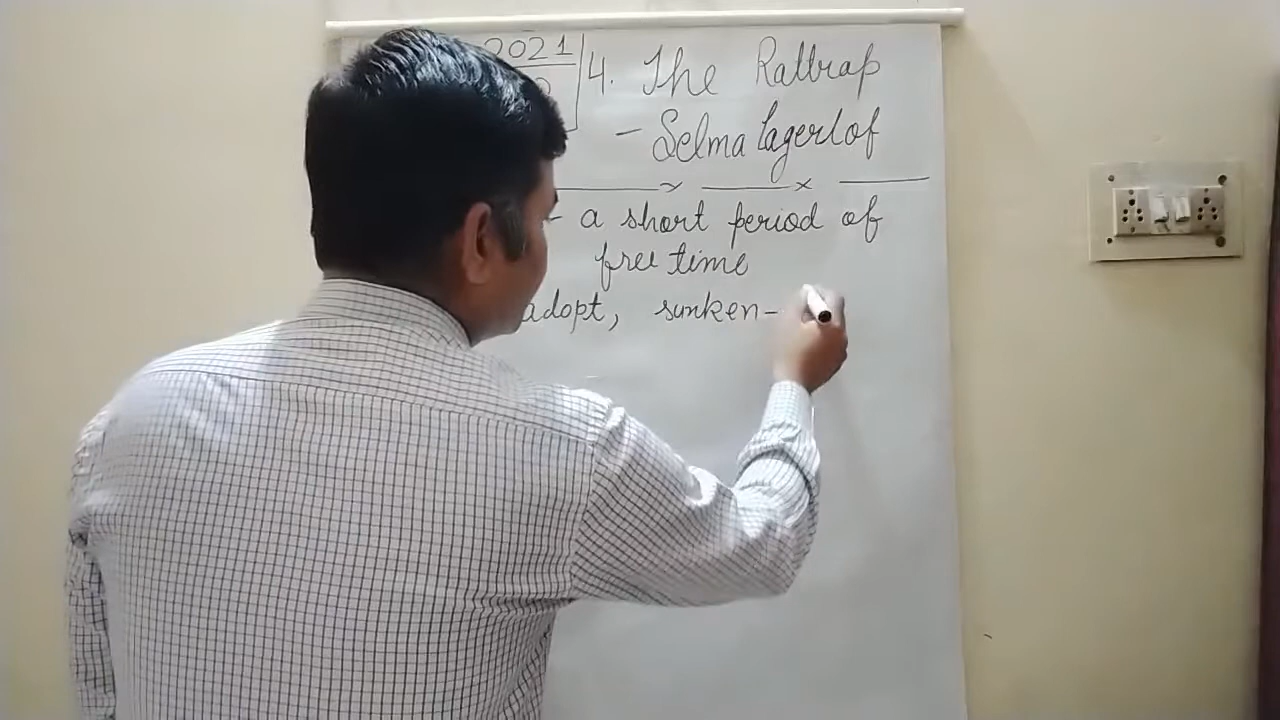 2021
4. The Rattrap
- Selma Lagerlof
- a short period of
free time
adopt, sunken-